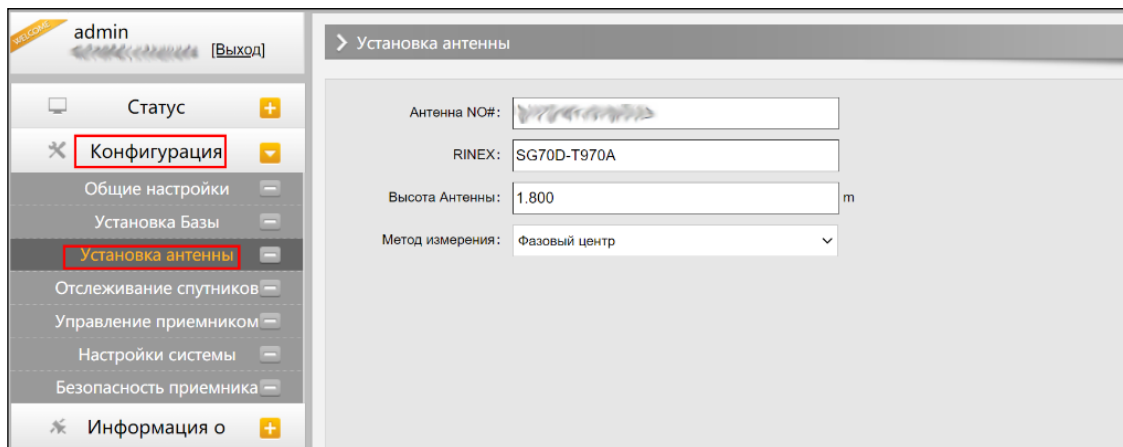 WELCOME
admin
[Выход]
Статус
Конфигурация
Общие настройки
Установка Базы
Установка антенны
Отслеживание спутников
Управление приемником
Настройки системы
Безопасность приемника
Информация о
Установка антенны
Антенна NO#:
RINEX: SG70D-T970A
Высота Антенны: 1.800 m
Метод измерения: Фазовый центр